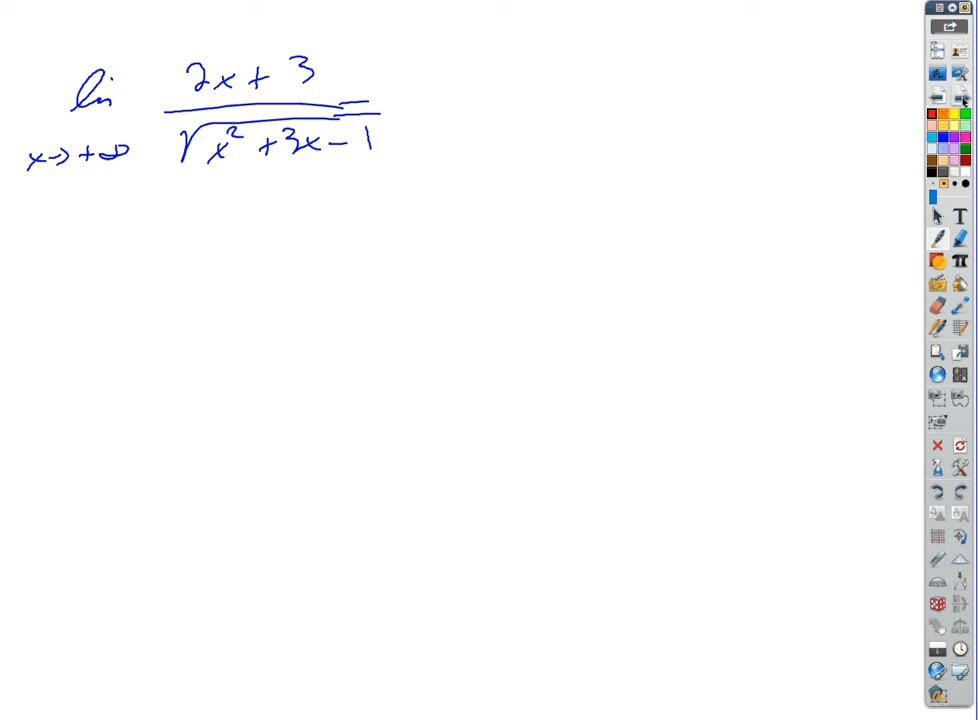 lim 2x + 3
x→+∞ √x² + 3x − 1
T
π